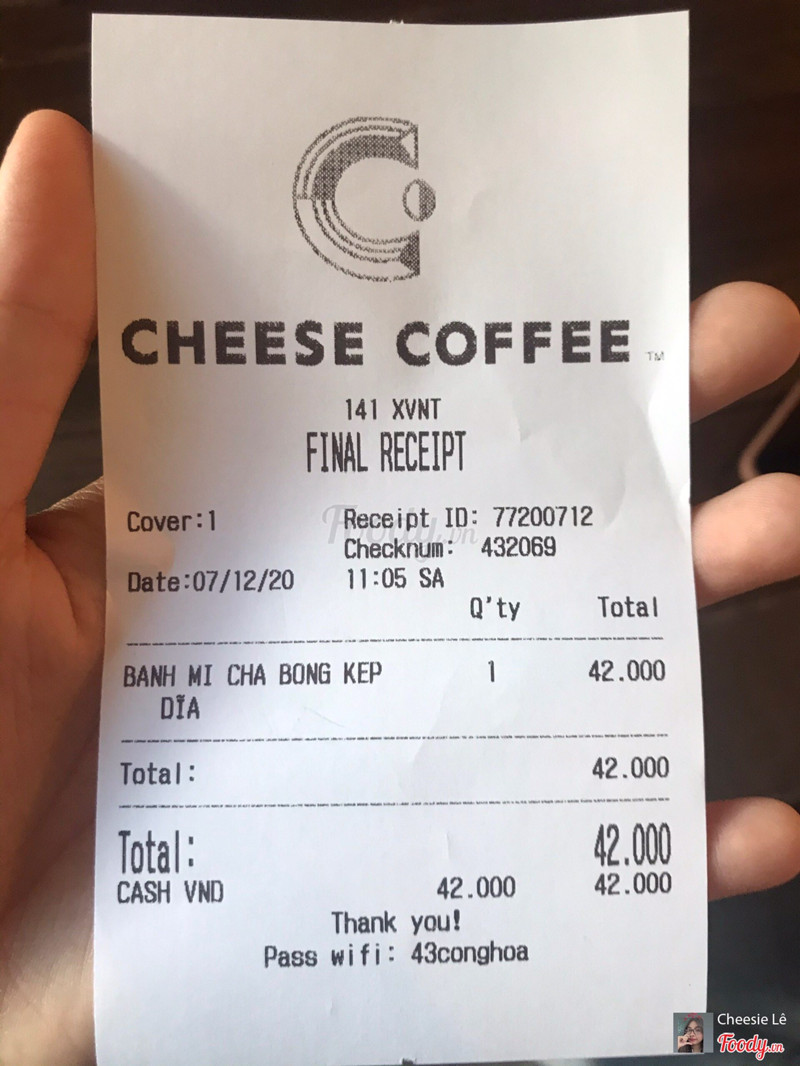 CHEESE COFFEE TM
141 XVNT
FINAL RECEIPT
Cover:1 Receipt ID: 77200712
Checknum: 432069
Date:07/12/20 11:05 SA
Q'ty Total
BANH MI CHA BONG KEP 1 42.000
DĨA
Total: 42.000
Total: 42.000
CASH VND 42.000 42.000
Thank you!
Pass wifi: 43conghoa
Foody.vn
Cheesie Lê
Foody.vn